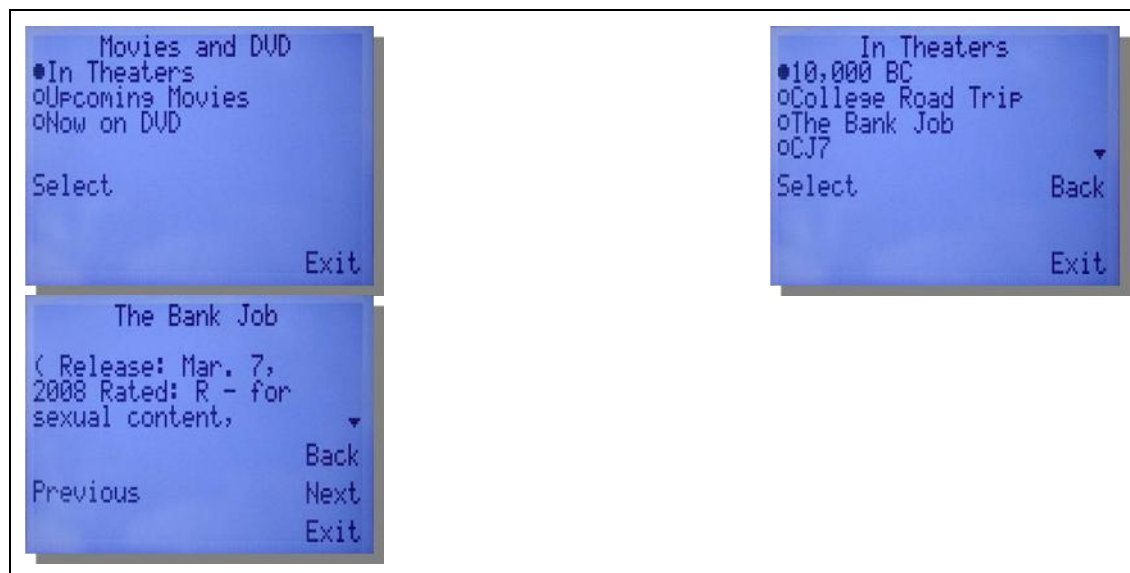 Movies and DVD
●In Theaters
○Upcoming Movies
○Now on DVD
Select
Exit
In Theaters
●10,000 BC
○College Road Trip
○The Bank Job
○CJ7
Select Back
Exit
The Bank Job
( Release: Mar. 7,
2008 Rated: R - for
sexual content,
Back
Previous Next
Exit